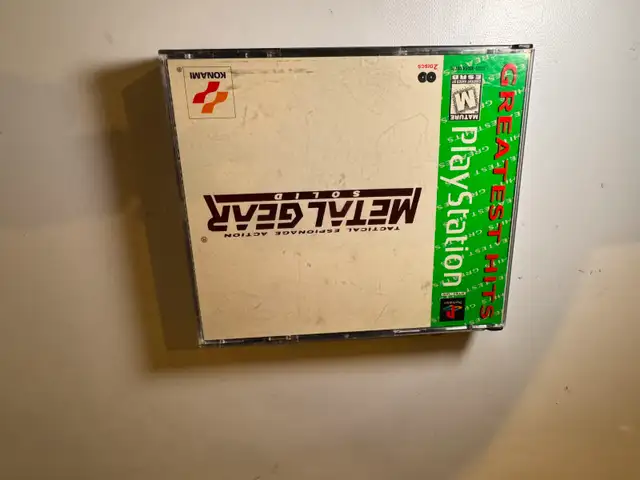 GREATEST HITS
PlayStation
MATURE
M
ESRB
2 DISCS
TACTICAL ESPIONAGE ACTION
METAL GEAR
SOLID
KONAMI